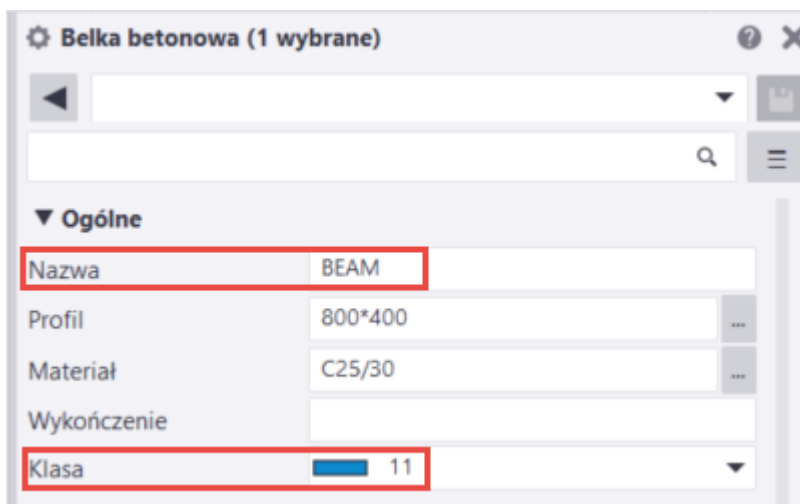 Belka betonowa (1 wybrane)
Ogólne
Nazwa BEAM
Profil 800*400 ...
Materiał C25/30 ...
Wykończenie
Klasa 11